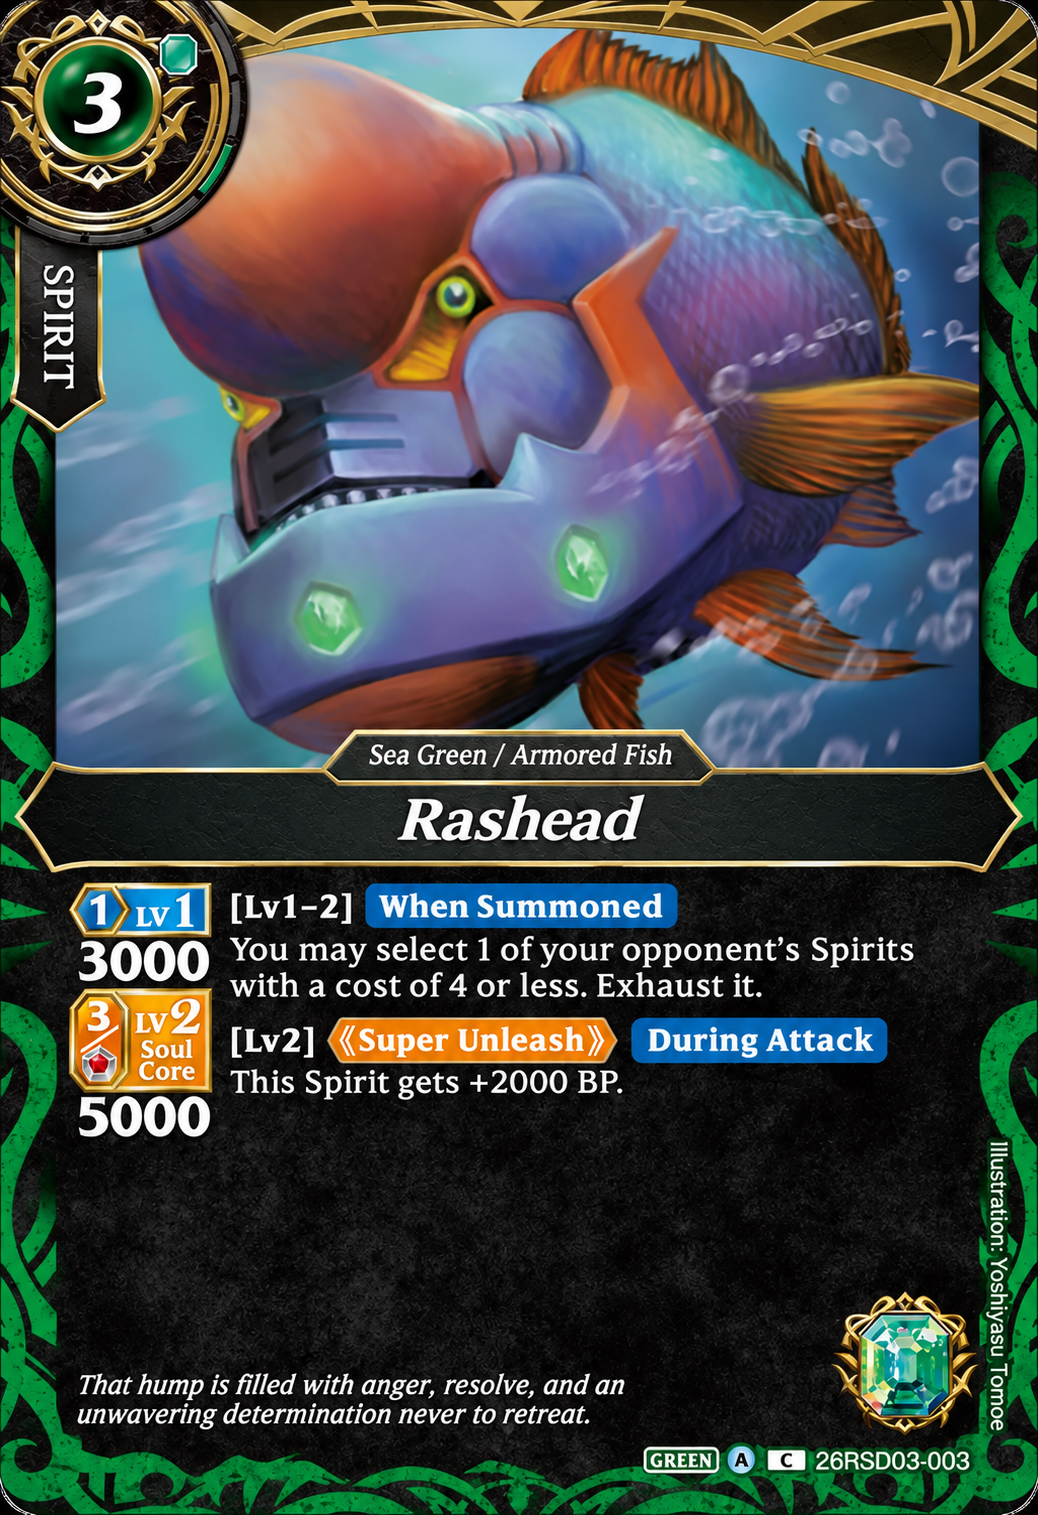 3
SPIRIT
Sea Green / Armored Fish
Rashead
1 LV1
3000
[Lv1–2] When Summoned
You may select 1 of your opponent's Spirits
with a cost of 4 or less. Exhaust it.
3 LV2
Soul
Core
5000
[Lv2] 《Super Unleash》 During Attack
This Spirit gets +2000 BP.
That hump is filled with anger, resolve, and an
unwavering determination never to retreat.
Illustration: Yoshiyasu Tomoe
GREEN A C 26RSD03-003